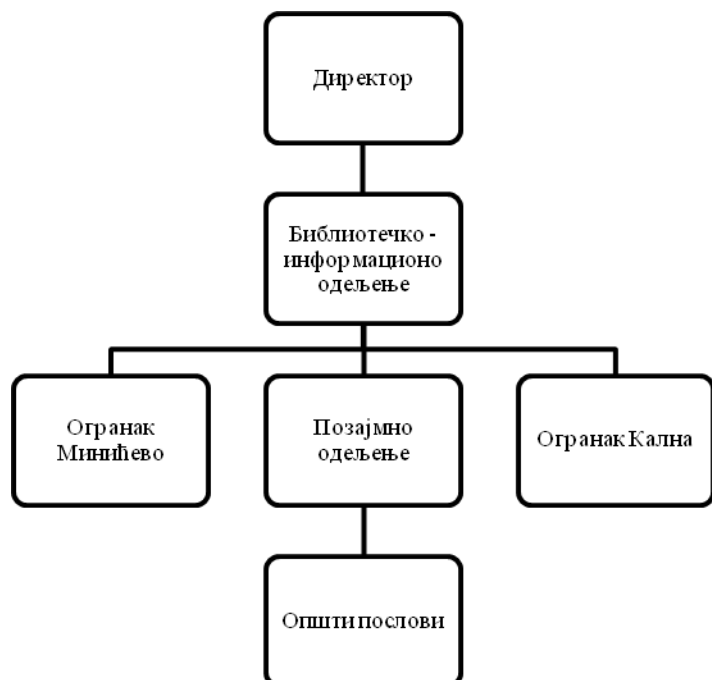 Директор
Библиотечко -
информационо
одељење
Огранак
Минићево
Позајмно
одељење
Огранак Кална
Општи послови